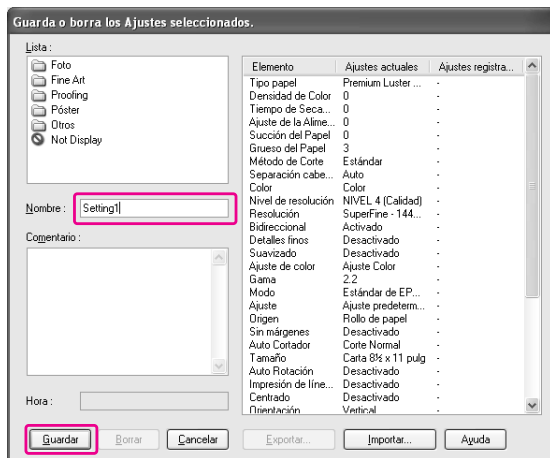 Guarda o borra los Ajustes seleccionados.
Lista :
Foto
Fine Art
Proofing
Póster
Otros
Not Display
Nombre : Setting1
Comentario :
Hora :
Elemento Ajustes actuales Ajustes registra...
Tipo papel Premium Luster ... -
Densidad de Color 0 -
Tiempo de Seca... 0 -
Ajuste de la Alime... 0 -
Succión del Papel 0 -
Grueso del Papel 3 -
Método de Corte Estándar -
Separación cabe... Auto -
Color Color -
Nivel de resolución NIVEL 4 (Calidad) -
Resolución SuperFine - 144... -
Bidireccional Activado -
Detalles finos Desactivado -
Suavizado Desactivado -
Ajuste de color Ajuste Color -
Gama 2.2 -
Modo Estándar de EP... -
Ajuste Ajuste predeterm... -
Origen Rollo de papel -
Sin márgenes Desactivado -
Auto Cortador Corte Normal -
Tamaño Carta 8½ x 11 pulg -
Auto Rotación Desactivado -
Impresión de líne... Desactivado -
Centrado Desactivado -
Orientación Vertical -
Guardar Borrar Cancelar Exportar... Importar... Ayuda